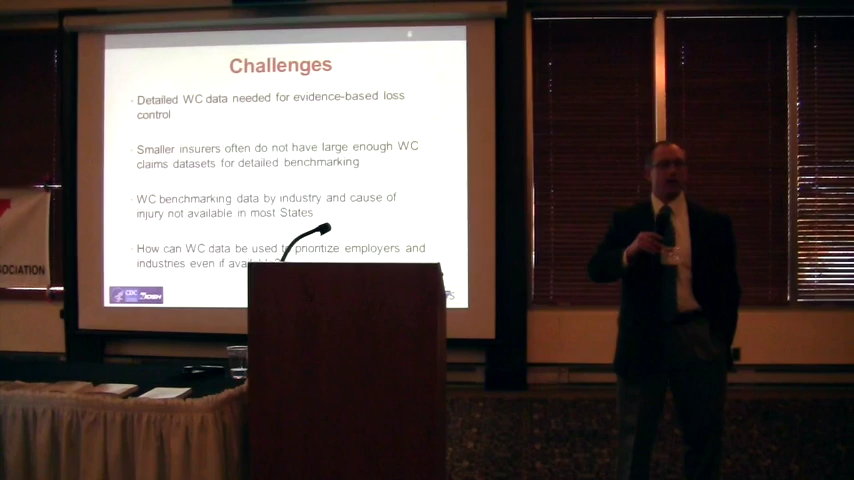 Challenges
· Detailed WC data needed for evidence-based loss
control
· Smaller insurers often do not have large enough WC
claims datasets for detailed benchmarking
· WC benchmarking data by industry and cause of
injury not available in most States
· How can WC data be used to prioritize employers and
industries even if
CDC NIOSH
SOCIATION